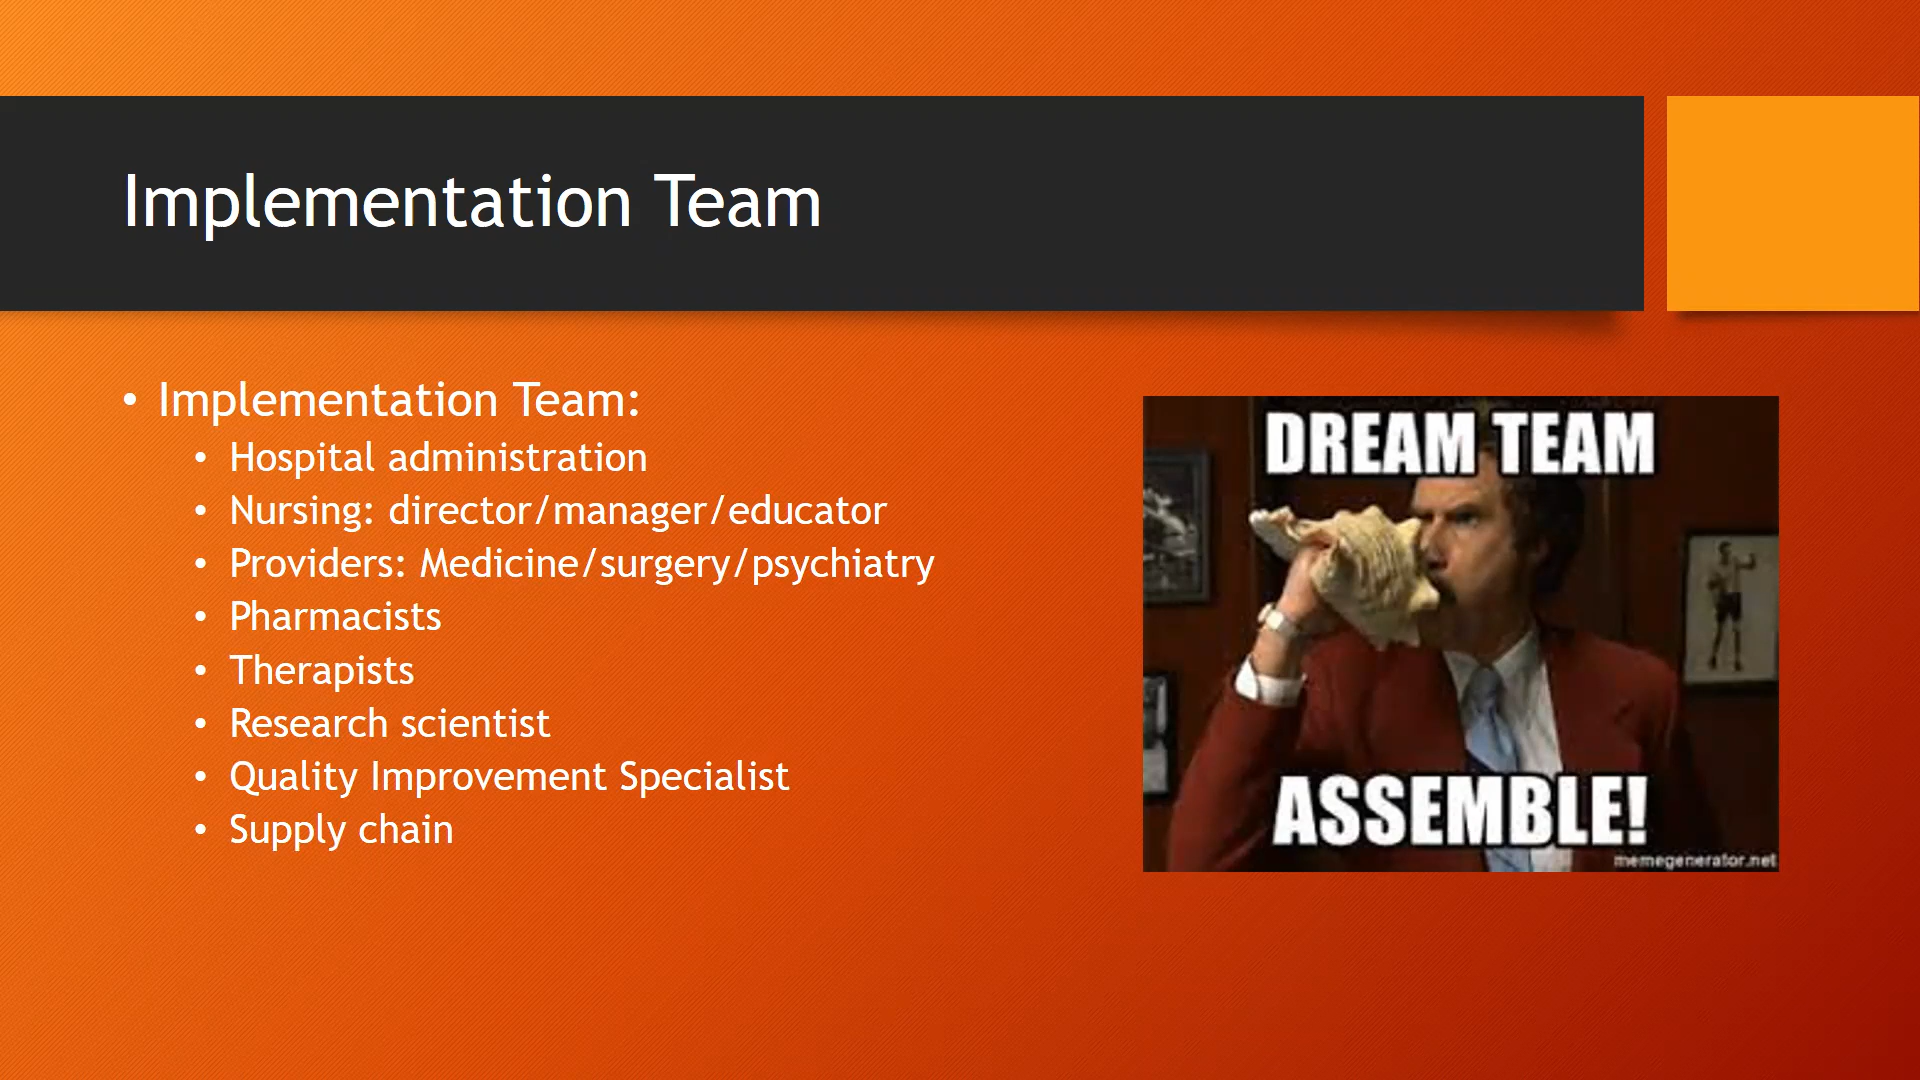 Implementation Team
• Implementation Team:
• Hospital administration
• Nursing: director/manager/educator
• Providers: Medicine/surgery/psychiatry
• Pharmacists
• Therapists
• Research scientist
• Quality Improvement Specialist
• Supply chain
DREAM TEAM
ASSEMBLE!
memegenerator.net